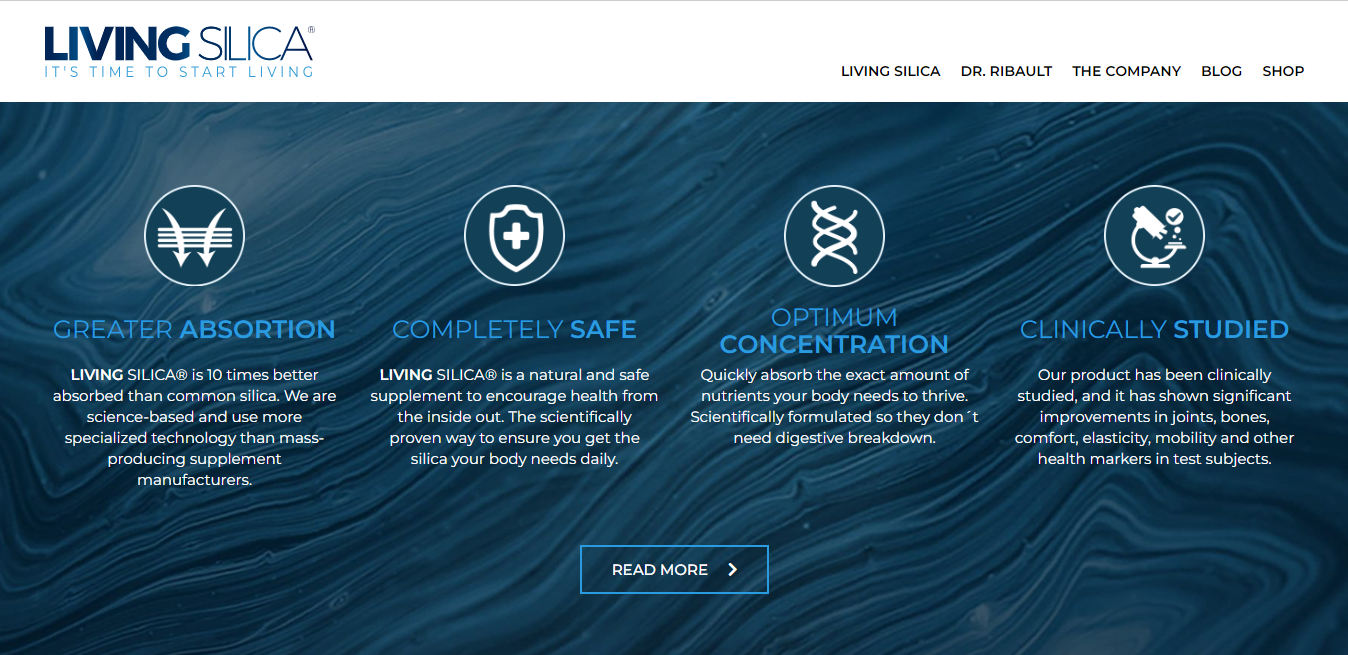 LIVING SILICA®
IT'S TIME TO START LIVING
LIVING SILICA DR. RIBAULT THE COMPANY BLOG SHOP
GREATER ABSORTION
LIVING SILICA® is 10 times better
absorbed than common silica. We are
science-based and use more
specialized technology than mass-
producing supplement
manufacturers.
COMPLETELY SAFE
LIVING SILICA® is a natural and safe
supplement to encourage health from
the inside out. The scientifically
proven way to ensure you get the
silica your body needs daily.
OPTIMUM
CONCENTRATION
Quickly absorb the exact amount of
nutrients your body needs to thrive.
Scientifically formulated so they don´t
need digestive breakdown.
CLINICALLY STUDIED
Our product has been clinically
studied, and it has shown significant
improvements in joints, bones,
comfort, elasticity, mobility and other
health markers in test subjects.
READ MORE